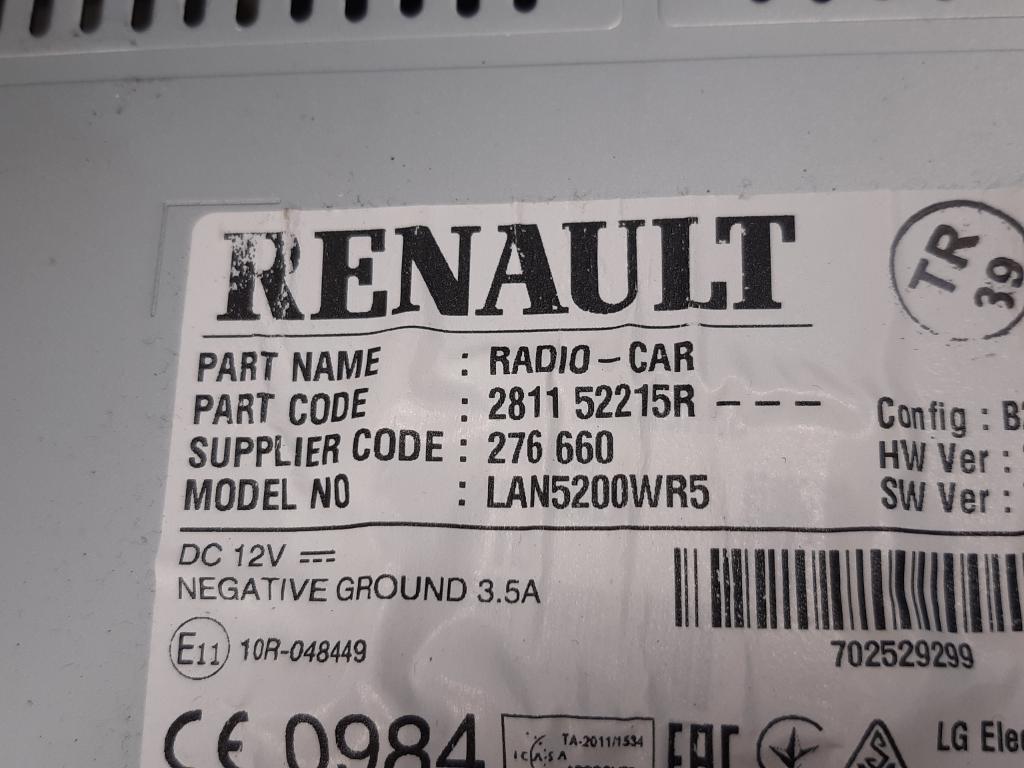 RENAULT
TR
39
PART NAME : RADIO-CAR
PART CODE : 2811 52215R - - -
SUPPLIER CODE : 276 660
MODEL NO : LAN5200WR5
Config :
HW Ver :
SW Ver :
DC 12V
NEGATIVE GROUND 3.5A
E11 10R-048449
702529299
CE 0984
TA-2011/1534
ICASA
EAC
LG